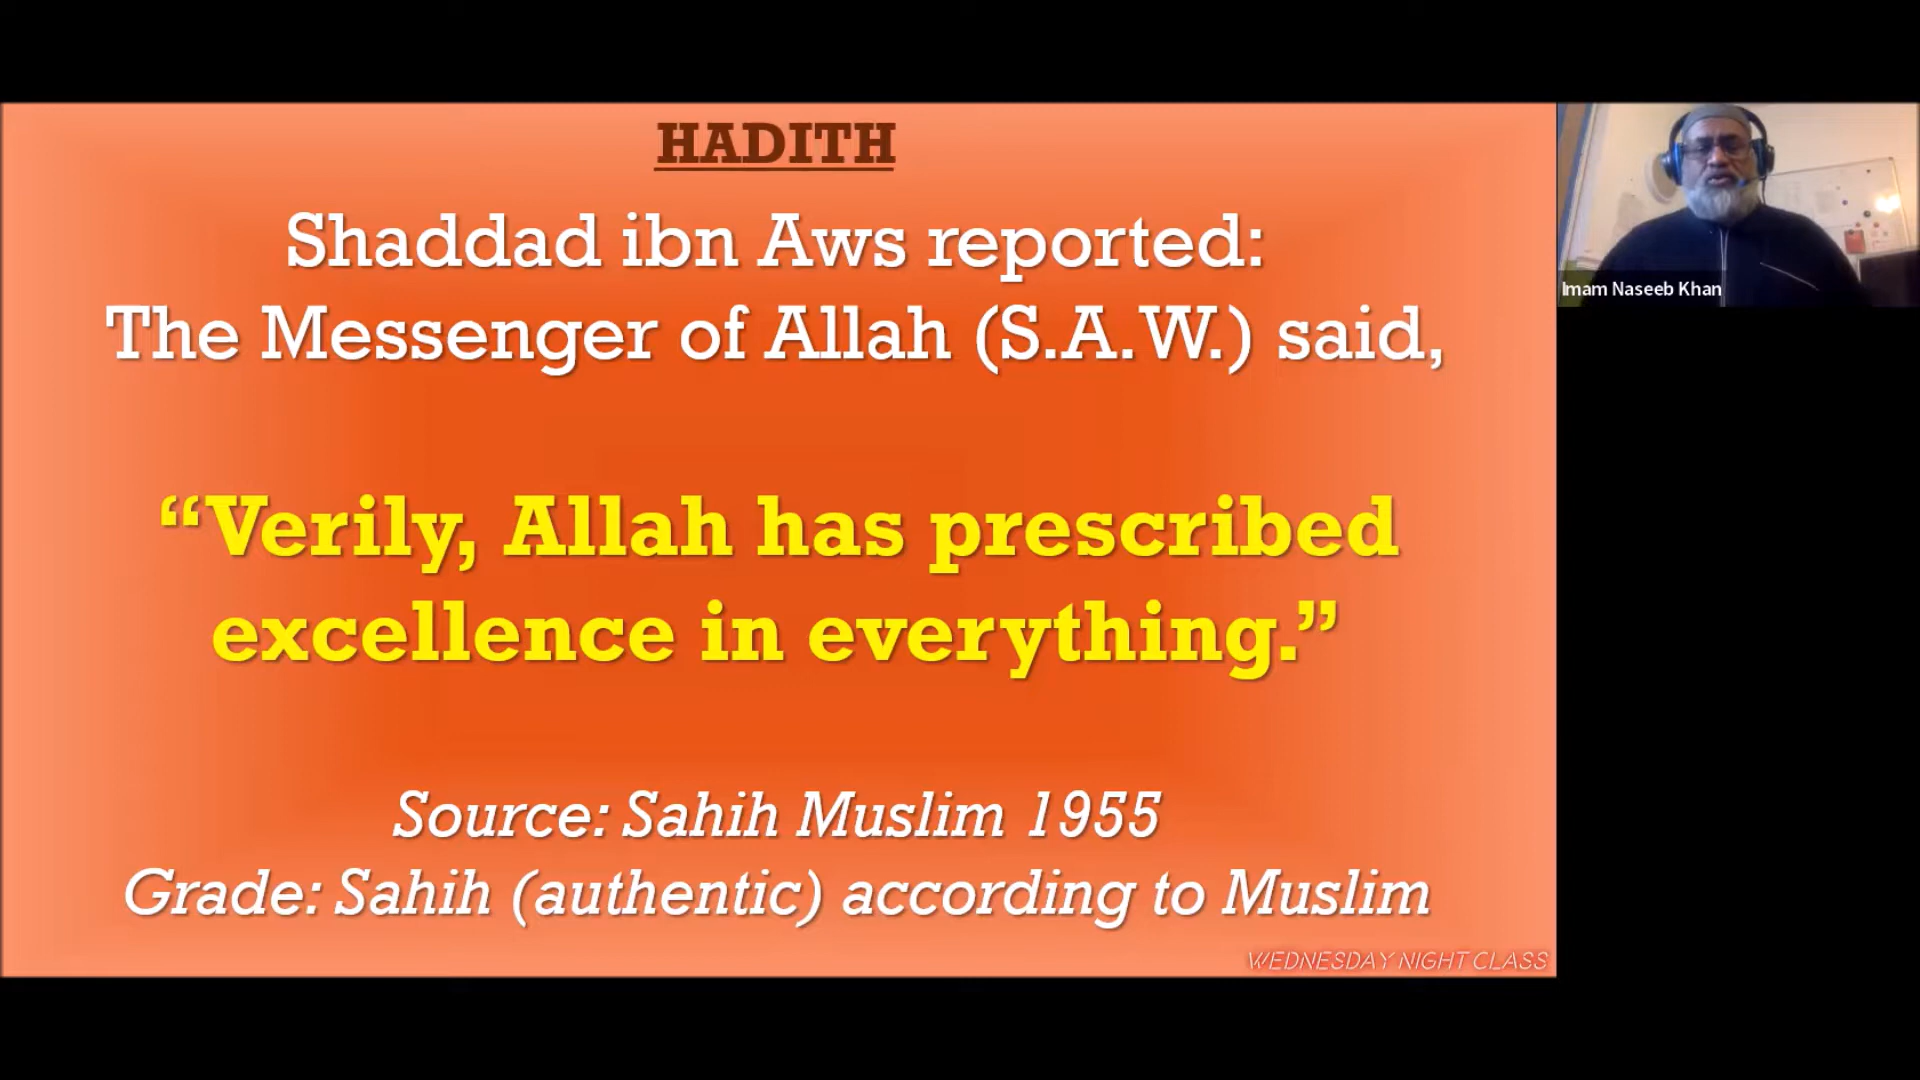 HADITH
Shaddad ibn Aws reported:
The Messenger of Allah (S.A.W.) said,
“Verily, Allah has prescribed
excellence in everything.”
Source: Sahih Muslim 1955
Grade: Sahih (authentic) according to Muslim
WEDNESDAY NIGHT CLASS
Imam Naseeb Khan